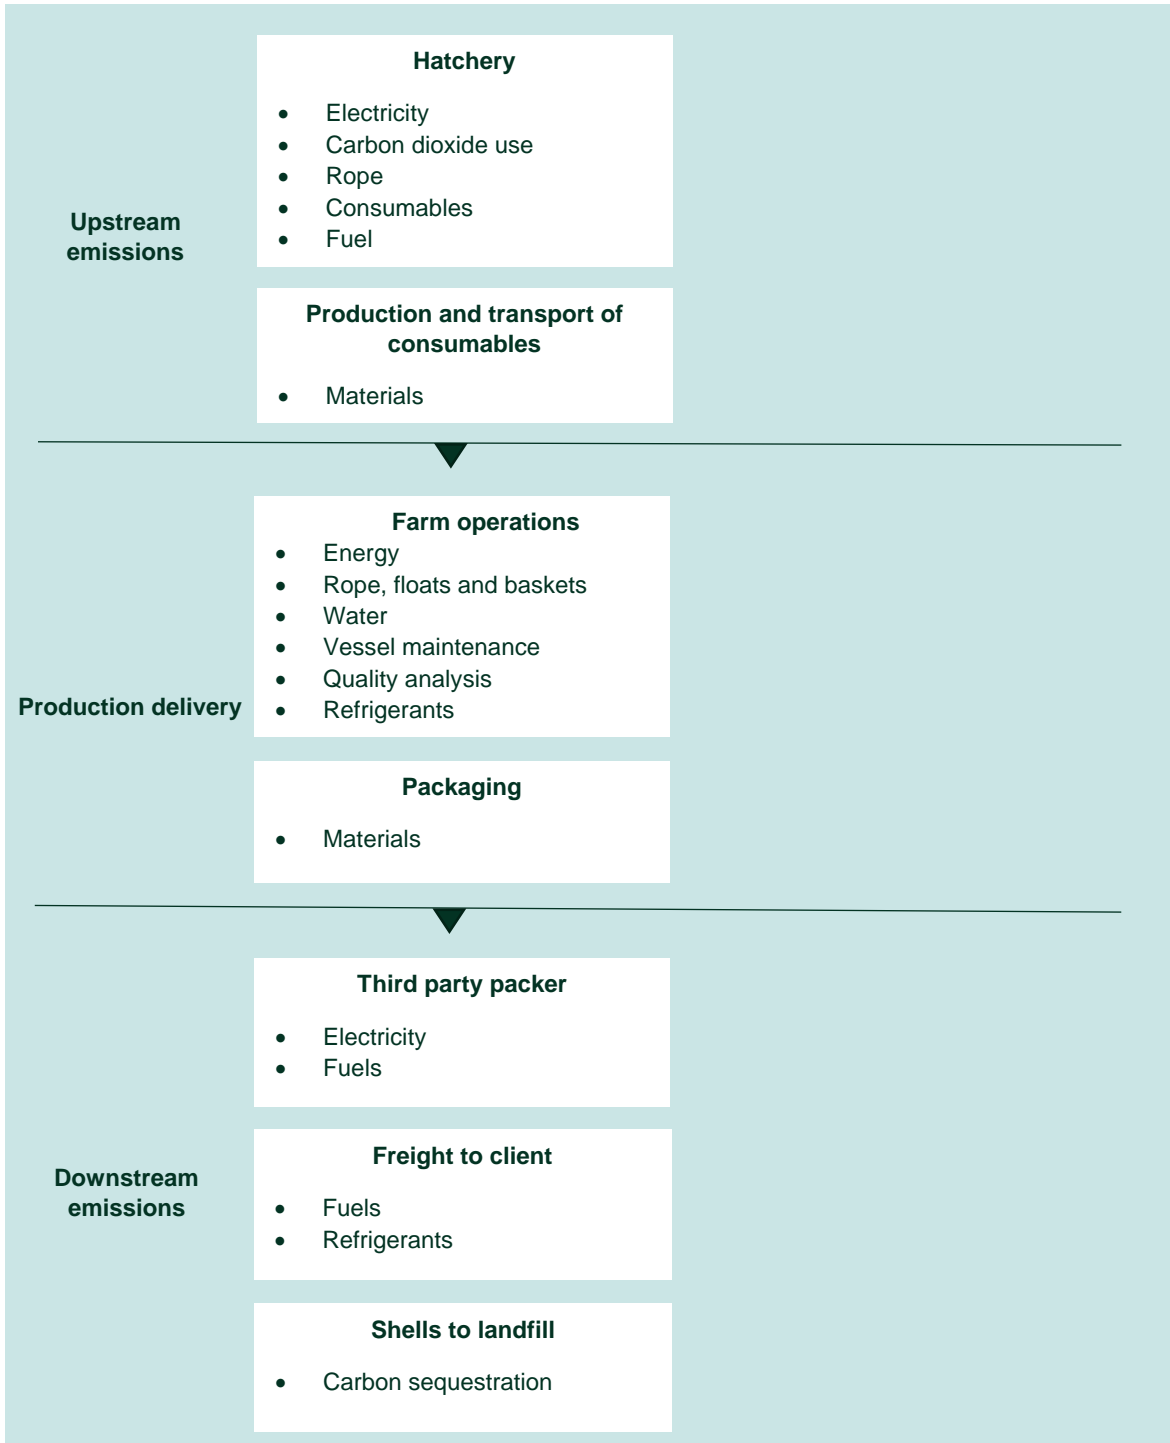 Upstream
emissions
Hatchery
• Electricity
• Carbon dioxide use
• Rope
• Consumables
• Fuel
Production and transport of
consumables
• Materials
Production delivery
Farm operations
• Energy
• Rope, floats and baskets
• Water
• Vessel maintenance
• Quality analysis
• Refrigerants
Packaging
• Materials
Downstream
emissions
Third party packer
• Electricity
• Fuels
Freight to client
• Fuels
• Refrigerants
Shells to landfill
• Carbon sequestration